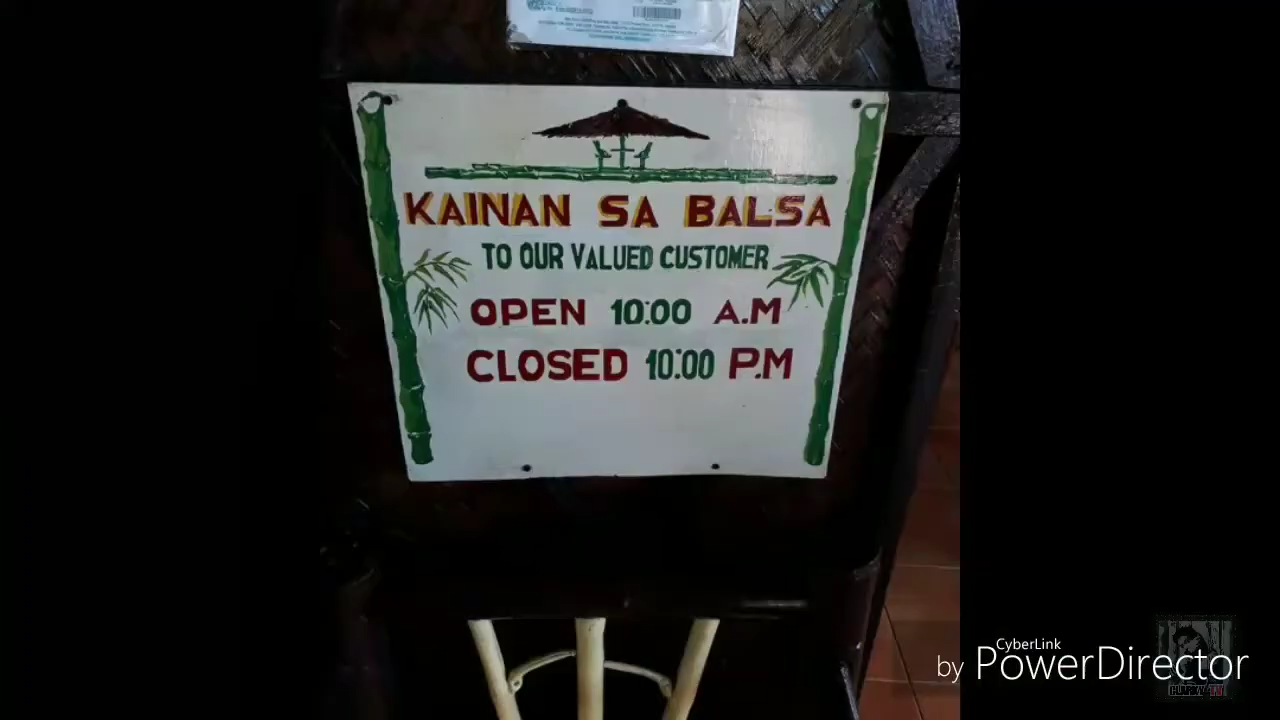 KAINAN SA BALSA
TO OUR VALUED CUSTOMER
OPEN 10:00 A.M
CLOSED 10:00 P.M
CyberLink
by PowerDirector